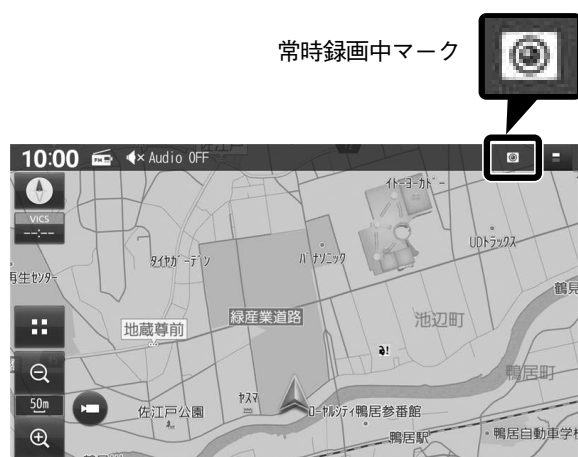 常時録画中マーク
10:00 FM Audio OFF
イトーヨーカドー
VICS
--:--
UDトラックス
ダイヤガーデン
パナソニック
再生センター
鶴見
緑産業道路
池辺町
地蔵尊前
鴨居町
50m
ヤスマ
佐江戸公園
ローヤルシティ鴨居参番館
鴨居駅
鴨居自動車学校